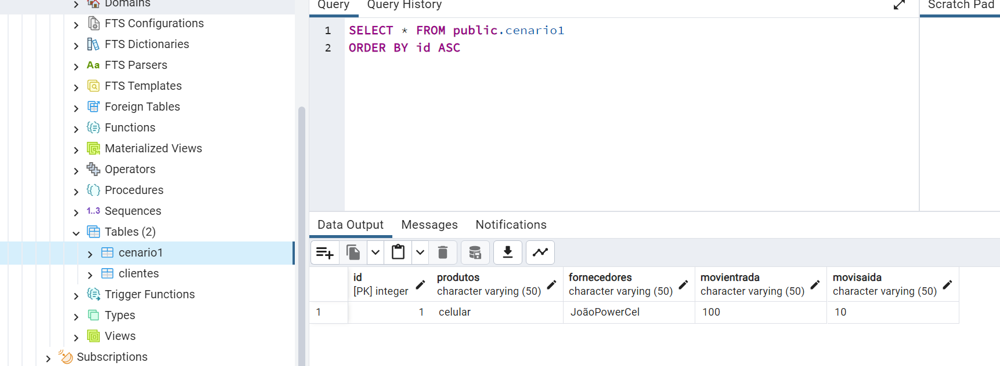 Domains
FTS Configurations
FTS Dictionaries
Aa FTS Parsers
FTS Templates
Foreign Tables
Functions
Materialized Views
Operators
Procedures
1..3 Sequences
Tables (2)
cenario1
clientes
Trigger Functions
Types
Views
Subscriptions
Query Query History
Scratch Pad
1 SELECT * FROM public.cenario1
2 ORDER BY id ASC
Data Output Messages Notifications
id produtos fornecedores movientrada movisaida
[PK] integer character varying (50) character varying (50) character varying (50) character varying (50)
1 1 celular JoãoPowerCel 100 10